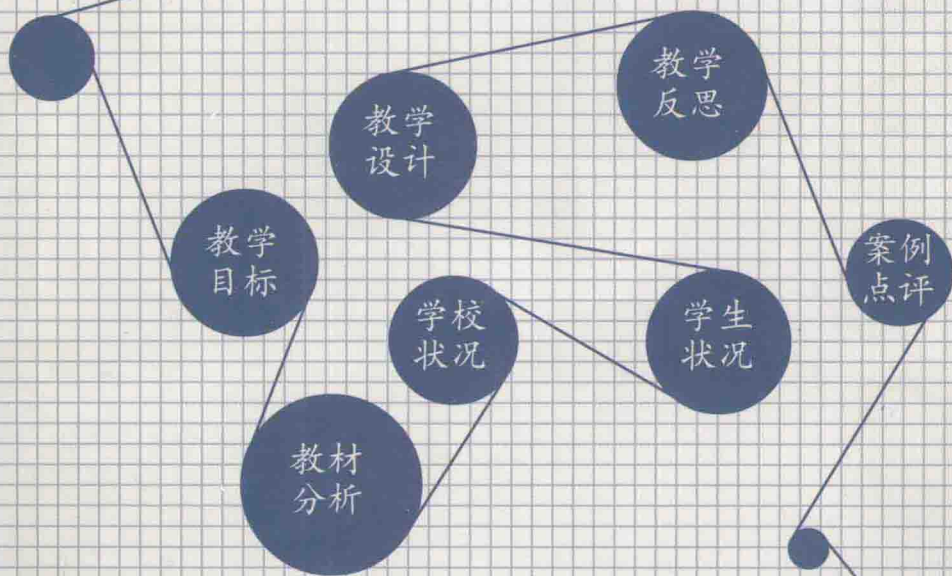 教学
反思
教学
设计
教学
目标
案例
点评
学校
状况
学生
状况
教材
分析